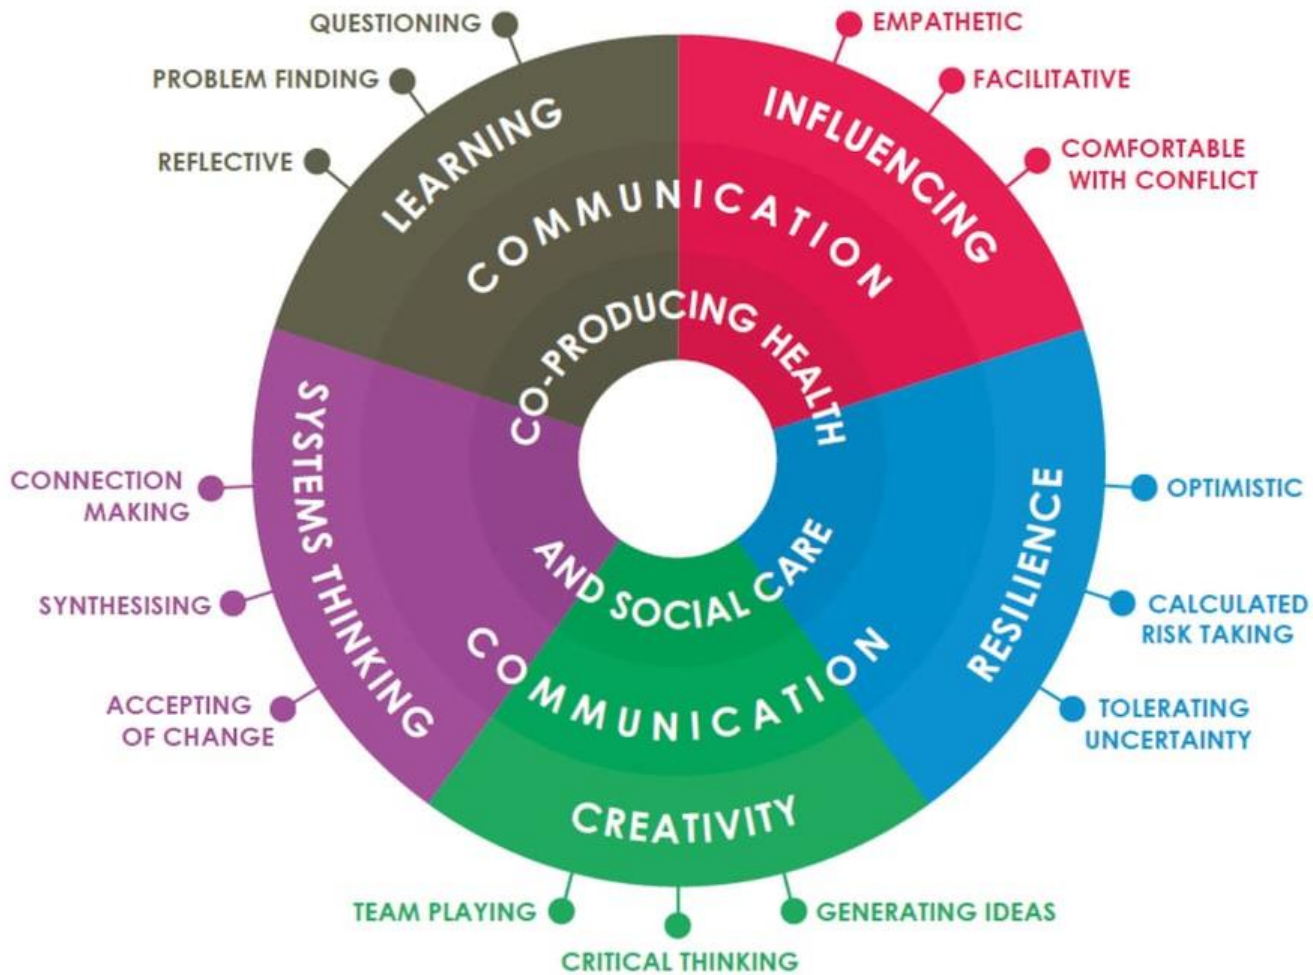 QUESTIONING
PROBLEM FINDING
REFLECTIVE
LEARNING
EMPATHETIC
FACILITATIVE
COMFORTABLE
WITH CONFLICT
INFLUENCING
COMMUNICATION
CO-PRODUCING HEALTH
AND SOCIAL CARE
COMMUNICATION
SYSTEMS THINKING
CONNECTION
MAKING
SYNTHESISING
ACCEPTING
OF CHANGE
RESILIENCE
OPTIMISTIC
CALCULATED
RISK TAKING
TOLERATING
UNCERTAINTY
CREATIVITY
TEAM PLAYING
CRITICAL THINKING
GENERATING IDEAS